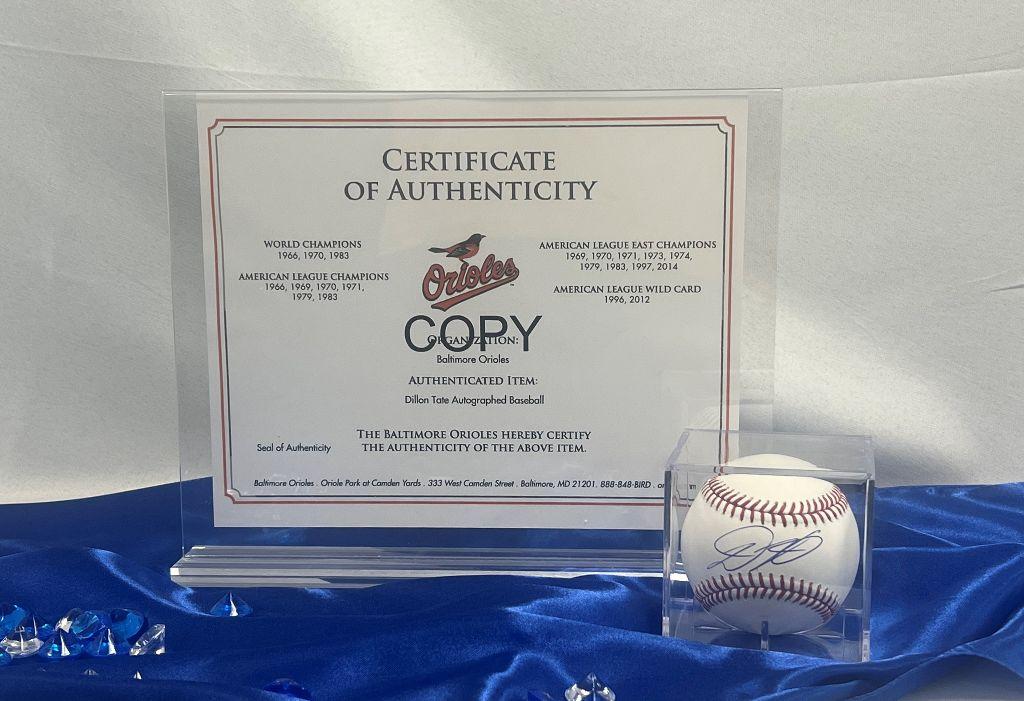 CERTIFICATE
OF AUTHENTICITY
WORLD CHAMPIONS
1966, 1970, 1983
AMERICAN LEAGUE CHAMPIONS
1966, 1969, 1970, 1971,
1979, 1983
Orioles
AMERICAN LEAGUE EAST CHAMPIONS
1969, 1970, 1971, 1973, 1974,
1979, 1983, 1997, 2014
AMERICAN LEAGUE WILD CARD
1996, 2012
COPY
ORGANIZATION:
Baltimore Orioles
AUTHENTICATED ITEM:
Dillon Tate Autographed Baseball
Seal of Authenticity
THE BALTIMORE ORIOLES HEREBY CERTIFY
THE AUTHENTICITY OF THE ABOVE ITEM.
Baltimore Orioles . Oriole Park at Camden Yards . 333 West Camden Street . Baltimore, MD 21201. 888-848-BIRD .